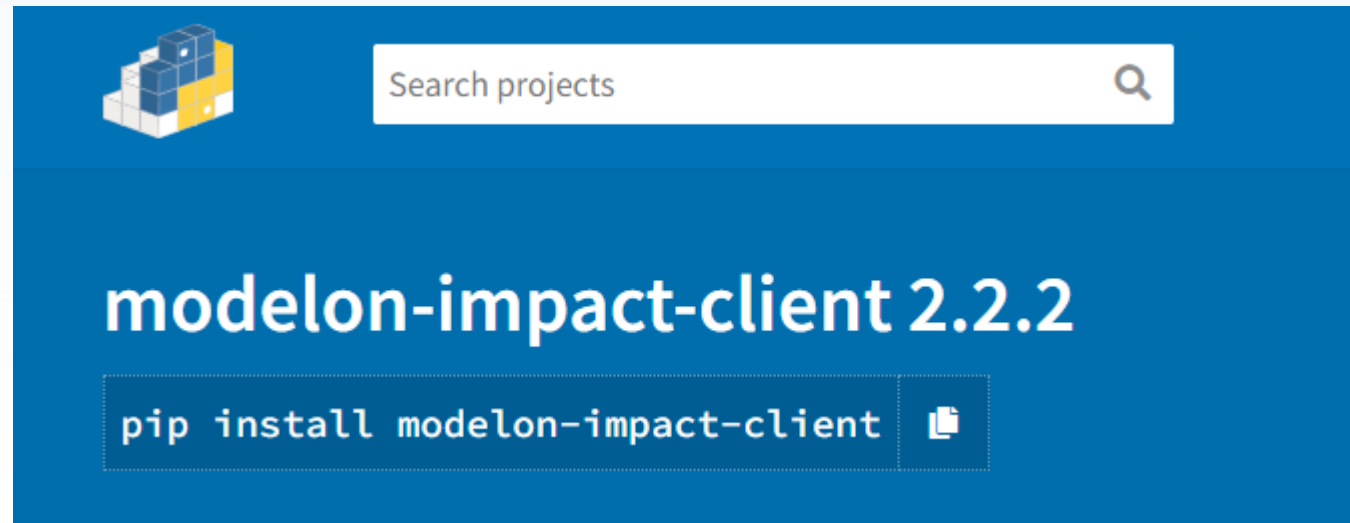 Search projects
modelon-impact-client 2.2.2
pip install modelon-impact-client